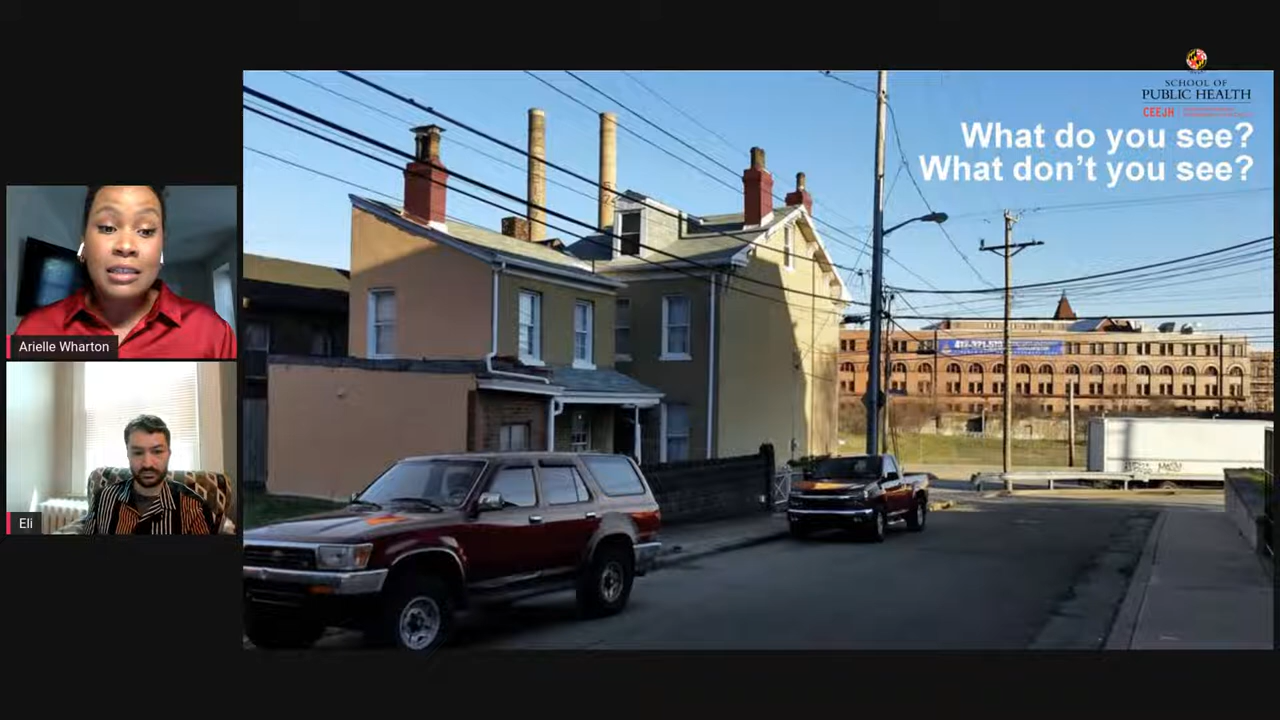 SCHOOL OF
PUBLIC HEALTH
CEEJH
What do you see?
What don't you see?
Arielle Wharton
Eli